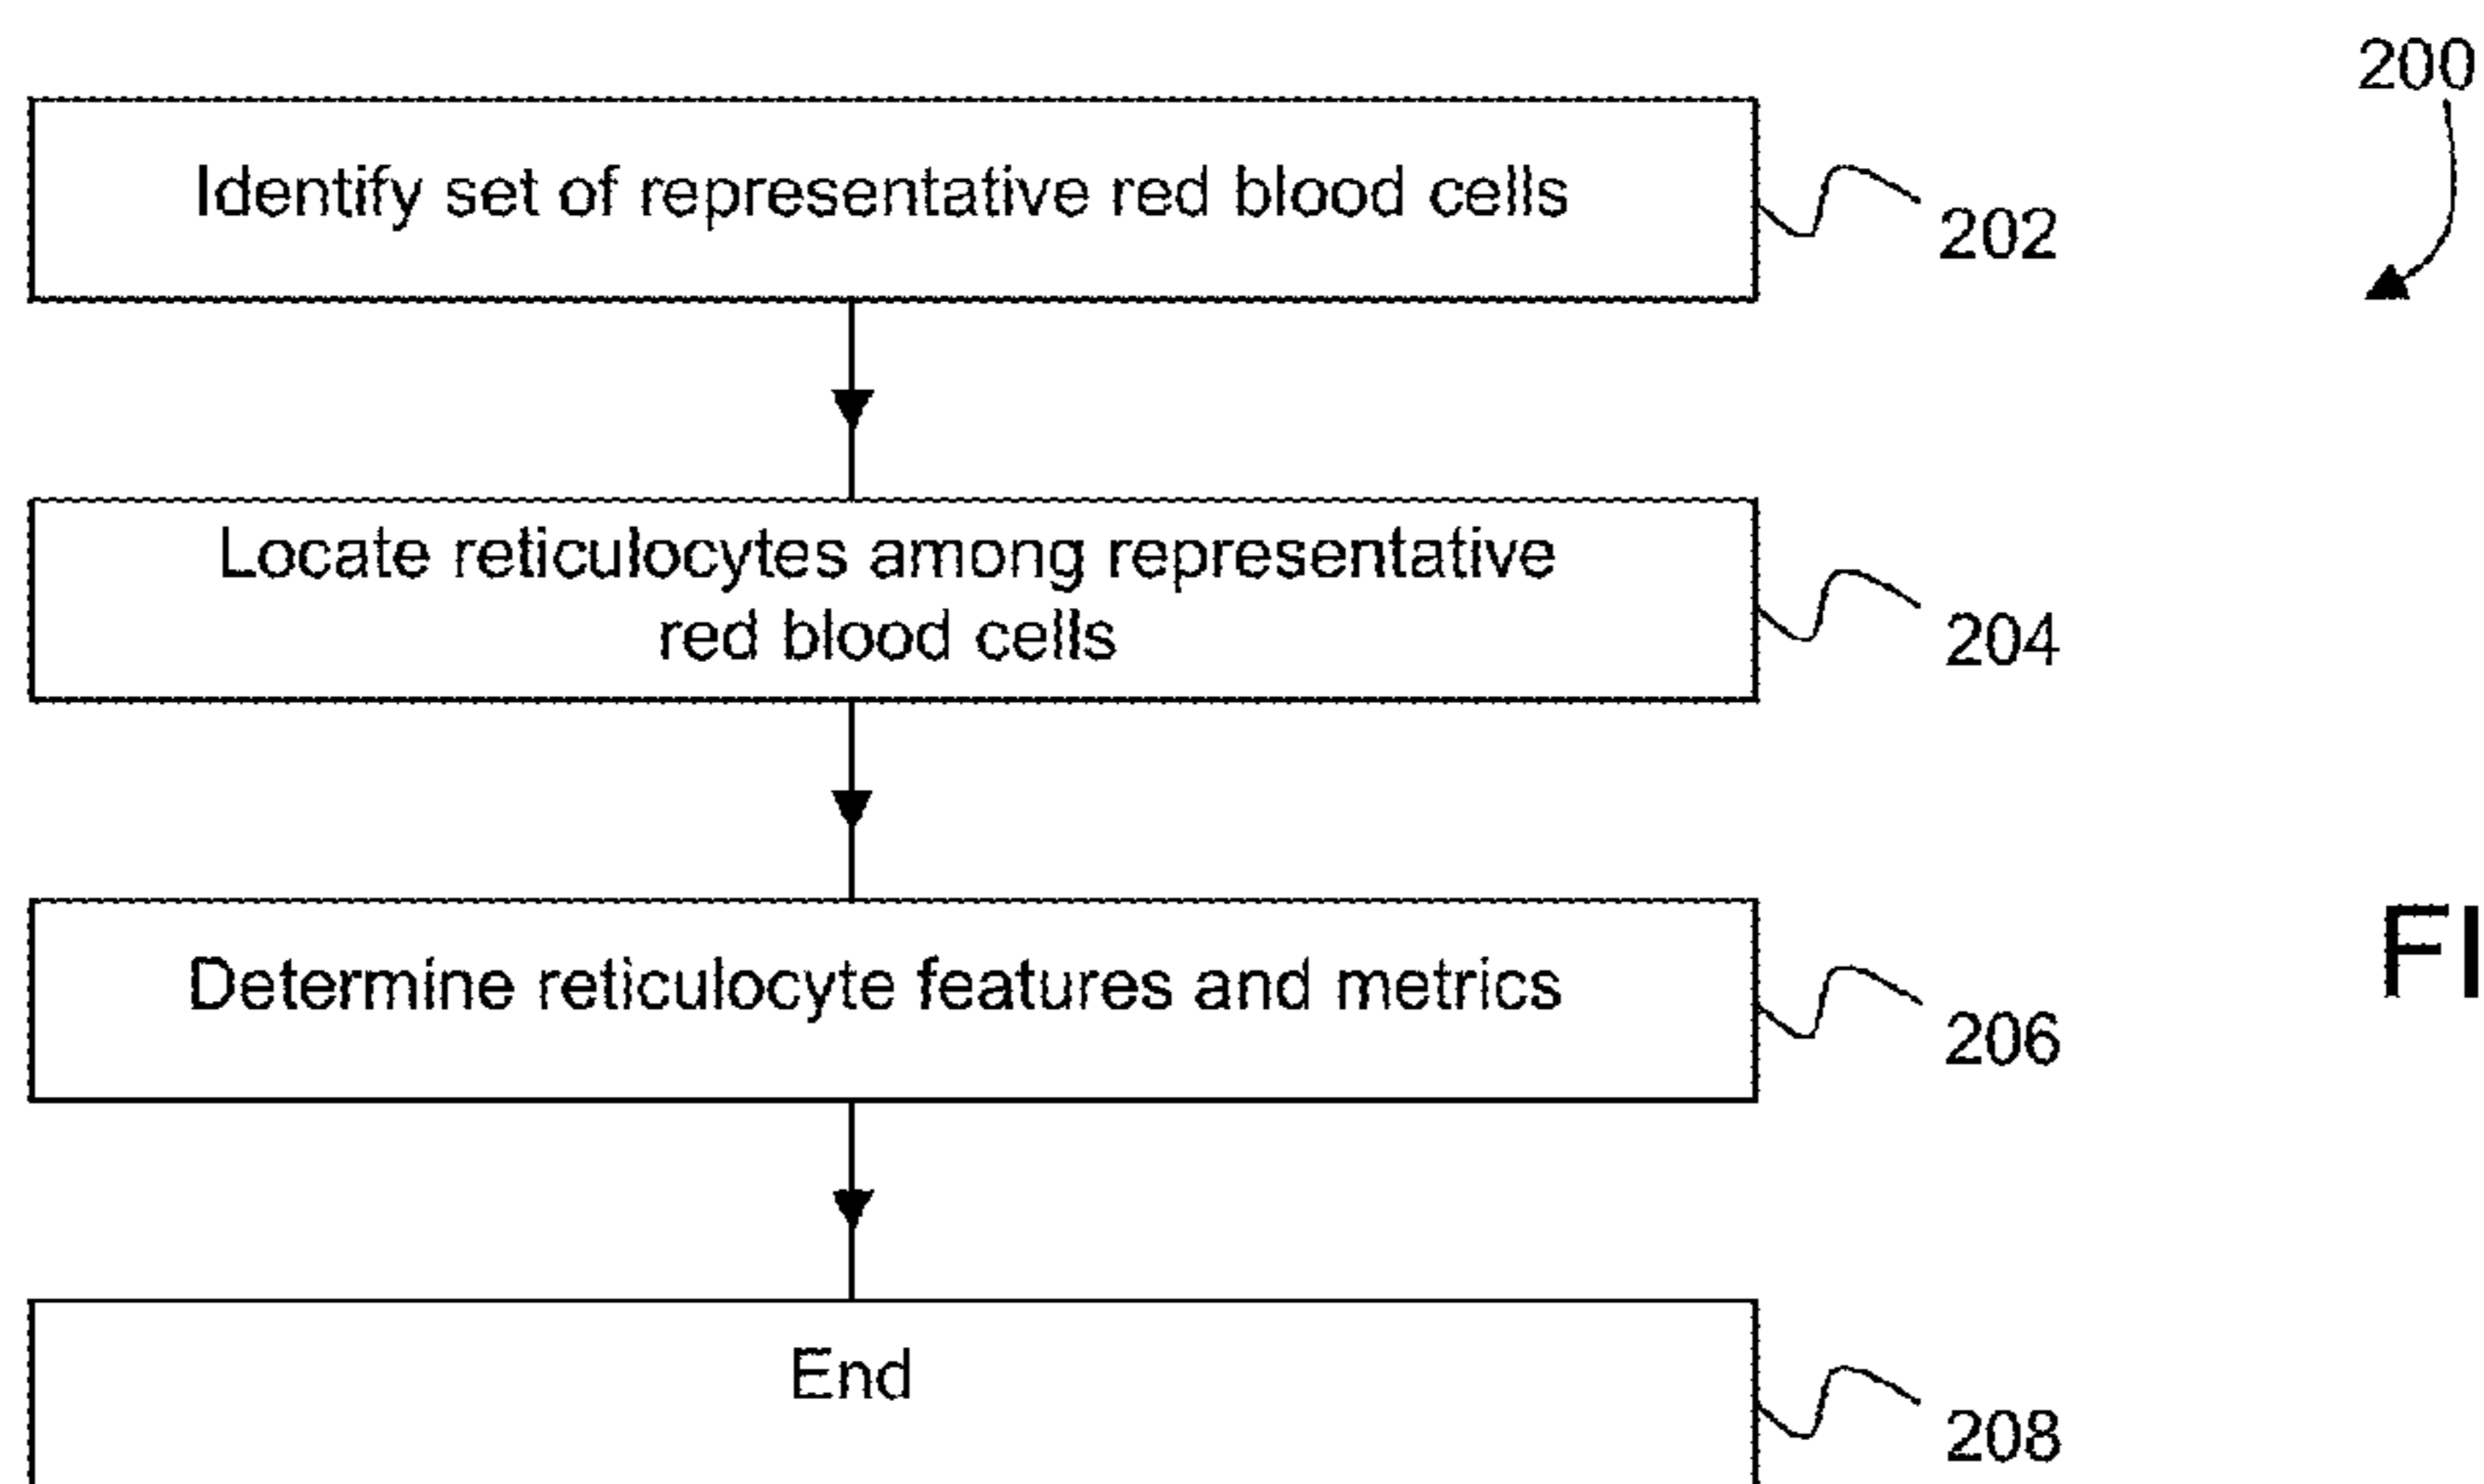 200
Identify set of representative red blood cells
202
Locate reticulocytes among representative
red blood cells
204
Determine reticulocyte features and metrics
206
FI
End
208